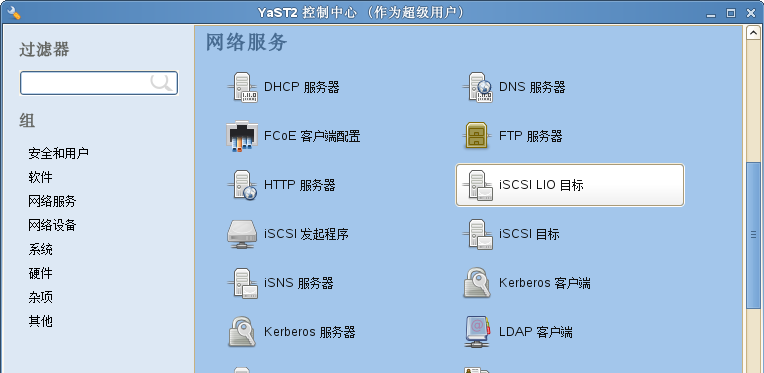 YaST2 控制中心 （作为超级用户）
过滤器
组
安全和用户
软件
网络服务
网络设备
系统
硬件
杂项
其他
网络服务
DHCP 服务器
DNS 服务器
FCoE 客户端配置
FTP 服务器
HTTP 服务器
iSCSI LIO 目标
iSCSI 发起程序
iSCSI 目标
iSNS 服务器
Kerberos 客户端
Kerberos 服务器
LDAP 客户端